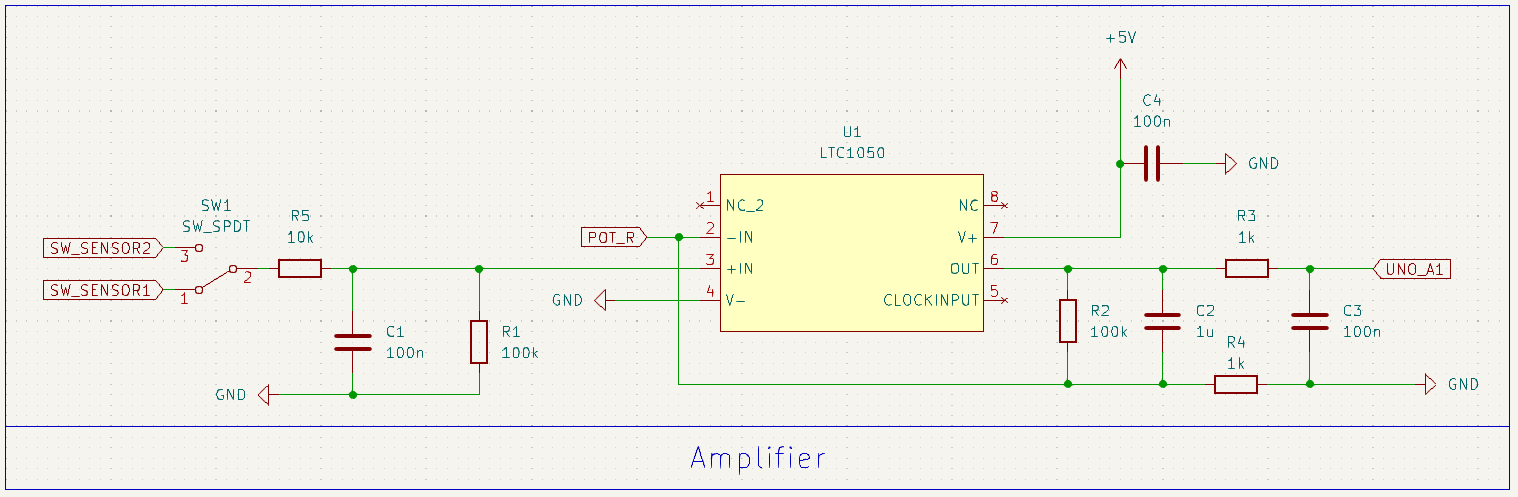 +5V
C4
100n
GND
U1
LTC1050
SW1
SW_SPDT
R5
10k
SW_SENSOR2
3
2
SW_SENSOR1
1
POT_R
1 NC_2
2 -IN
3 +IN
4 V-
NC 8
V+ 7
OUT 6
CLOCKINPUT 5
GND
R3
1k
UNO_A1
C1
100n
R1
100k
GND
R2
100k
C2
1u
R4
1k
C3
100n
GND
Amplifier